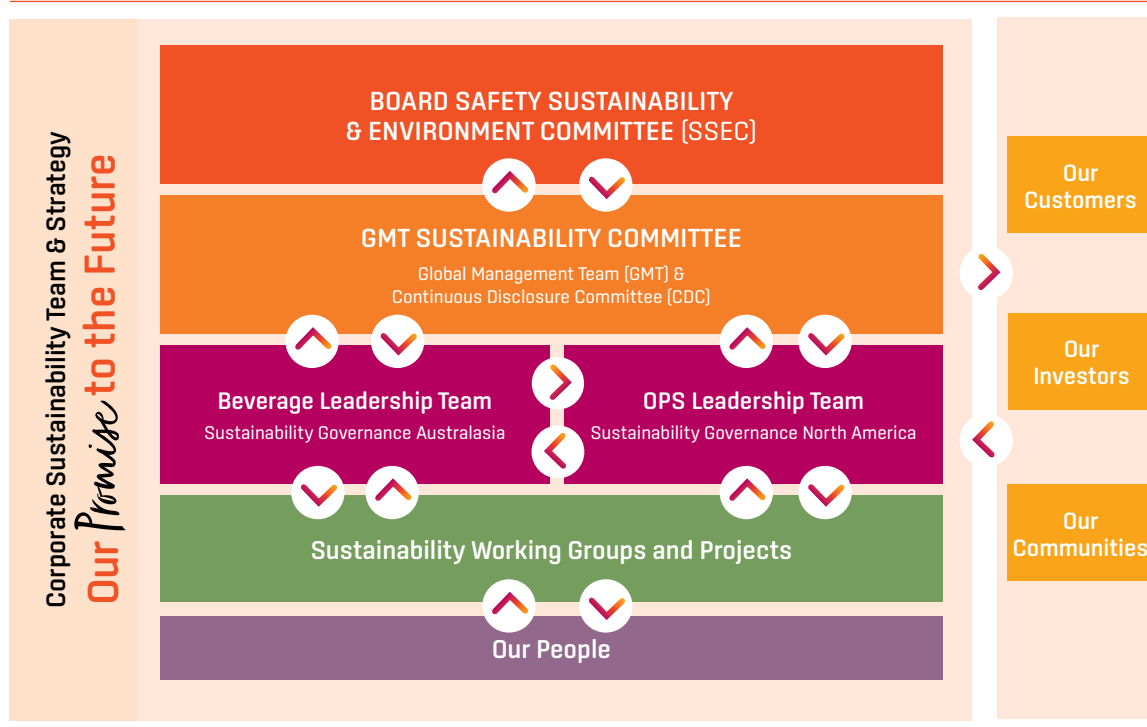 Corporate Sustainability Team & Strategy
Our Promise to the Future
BOARD SAFETY SUSTAINABILITY
& ENVIRONMENT COMMITTEE (SSEC)
GMT SUSTAINABILITY COMMITTEE
Global Management Team (GMT) &
Continuous Disclosure Committee (CDC)
Beverage Leadership Team
Sustainability Governance Australasia
OPS Leadership Team
Sustainability Governance North America
Sustainability Working Groups and Projects
Our People
Our
Customers
Our
Investors
Our
Communities